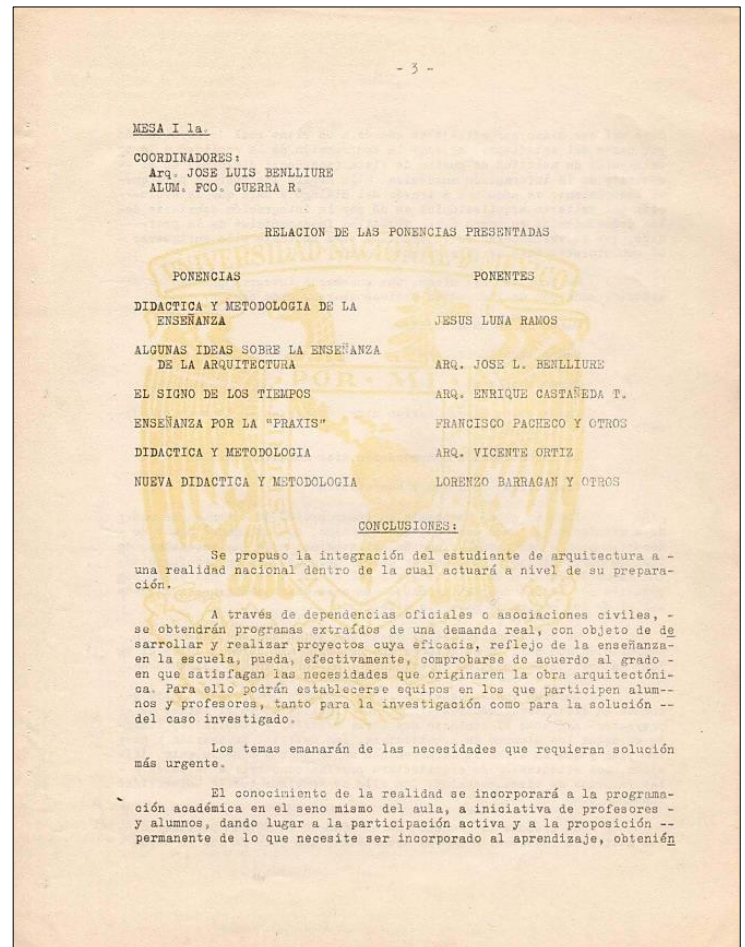 - 3 -
MESA I 1a.
COORDINADORES:
Arq. JOSE LUIS BENLLIURE
ALUM. FCO. GUERRA R.
RELACION DE LAS PONENCIAS PRESENTADAS
PONENCIAS PONENTES
DIDACTICA Y METODOLOGIA DE LA
ENSEÑANZA JESUS LUNA RAMOS
ALGUNAS IDEAS SOBRE LA ENSEÑANZA
DE LA ARQUITECTURA ARQ. JOSE L. BENLLIURE
EL SIGNO DE LOS TIEMPOS ARQ. ENRIQUE CASTAÑEDA T.
ENSEÑANZA POR LA "PRAXIS" FRANCISCO PACHECO Y OTROS
DIDACTICA Y METODOLOGIA ARQ. VICENTE ORTIZ
NUEVA DIDACTICA Y METODOLOGIA LORENZO BARRAGAN Y OTROS
CONCLUSIONES:
Se propuso la integración del estudiante de arquitectura a -
una realidad nacional dentro de la cual actuará a nivel de su prepara-
ción.
A través de dependencias oficiales o asociaciones civiles, -
se obtendrán programas extraídos de una demanda real, con objeto de de
sarrollar y realizar proyectos cuya eficacia, reflejo de la enseñanza-
en la escuela, pueda, efectivamente, comprobarse de acuerdo al grado -
en que satisfagan las necesidades que originaren la obra arquitectóni-
ca. Para ello podrán establecerse equipos en los que participen alum--
nos y profesores, tanto para la investigación como para la solución --
del caso investigado.
Los temas emanarán de las necesidades que requieran solución
más urgente.
El conocimiento de la realidad se incorporará a la programa-
ción académica en el seno mismo del aula, a iniciativa de profesores -
y alumnos, dando lugar a la participación activa y a la proposición --
permanente de lo que necesite ser incorporado al aprendizaje, obtenién